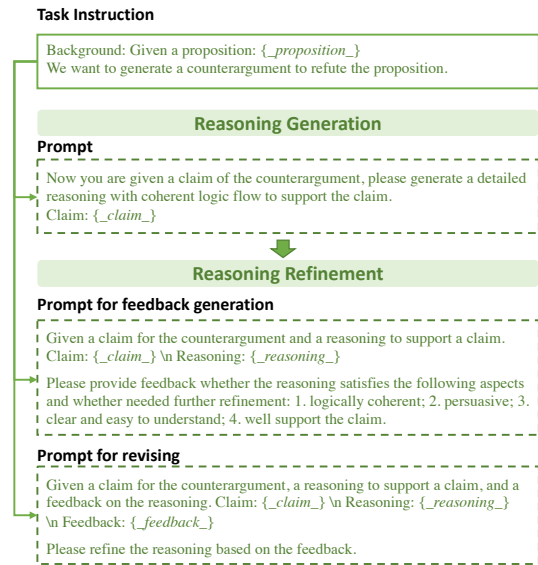 Task Instruction
Background: Given a proposition: {_proposition_}
We want to generate a counterargument to refute the proposition.
Reasoning Generation
Prompt
Now you are given a claim of the counterargument, please generate a detailed
reasoning with coherent logic flow to support the claim.
Claim: {_claim_}
Reasoning Refinement
Prompt for feedback generation
Given a claim for the counterargument and a reasoning to support a claim.
Claim: {_claim_} \n Reasoning: {_reasoning_}
Please provide feedback whether the reasoning satisfies the following aspects
and whether needed further refinement: 1. logically coherent; 2. persuasive; 3.
clear and easy to understand; 4. well support the claim.
Prompt for revising
Given a claim for the counterargument, a reasoning to support a claim, and a
feedback on the reasoning. Claim: {_claim_} \n Reasoning: {_reasoning_}
\n Feedback: {_feedback_}
Please refine the reasoning based on the feedback.